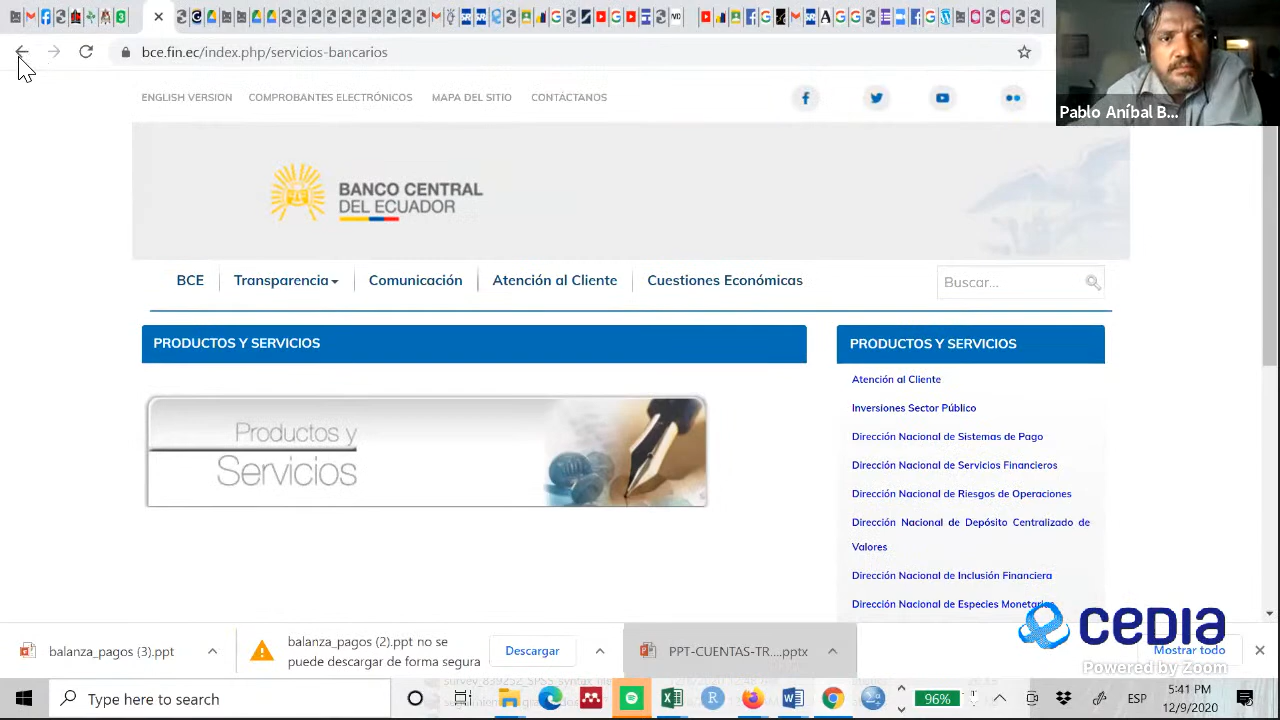 bce.fin.ec/index.php/servicios-bancarios
Pablo Aníbal B...
ENGLISH VERSION COMPROBANTES ELECTRÓNICOS MAPA DEL SITIO CONTÁCTANOS
BANCO CENTRAL
DEL ECUADOR
BCE Transparencia Comunicación Atención al Cliente Cuestiones Económicas Buscar...
PRODUCTOS Y SERVICIOS
Productos y
Servicios
PRODUCTOS Y SERVICIOS
Atención al Cliente
Inversiones Sector Público
Dirección Nacional de Sistemas de Pago
Dirección Nacional de Servicios Financieros
Dirección Nacional de Riesgos de Operaciones
Dirección Nacional de Depósito Centralizado de
Valores
Dirección Nacional de Inclusión Financiera
Dirección Nacional de Especies Monetarias
cedia
Powered by Zoom
balanza_pagos (3).ppt
balanza_pagos (2).ppt no se
puede descargar de forma segura
Descargar
PPT-CUENTAS-TR....pptx
Mostrar todo
Type here to search
96%
ESP
5:41 PM
12/9/2020